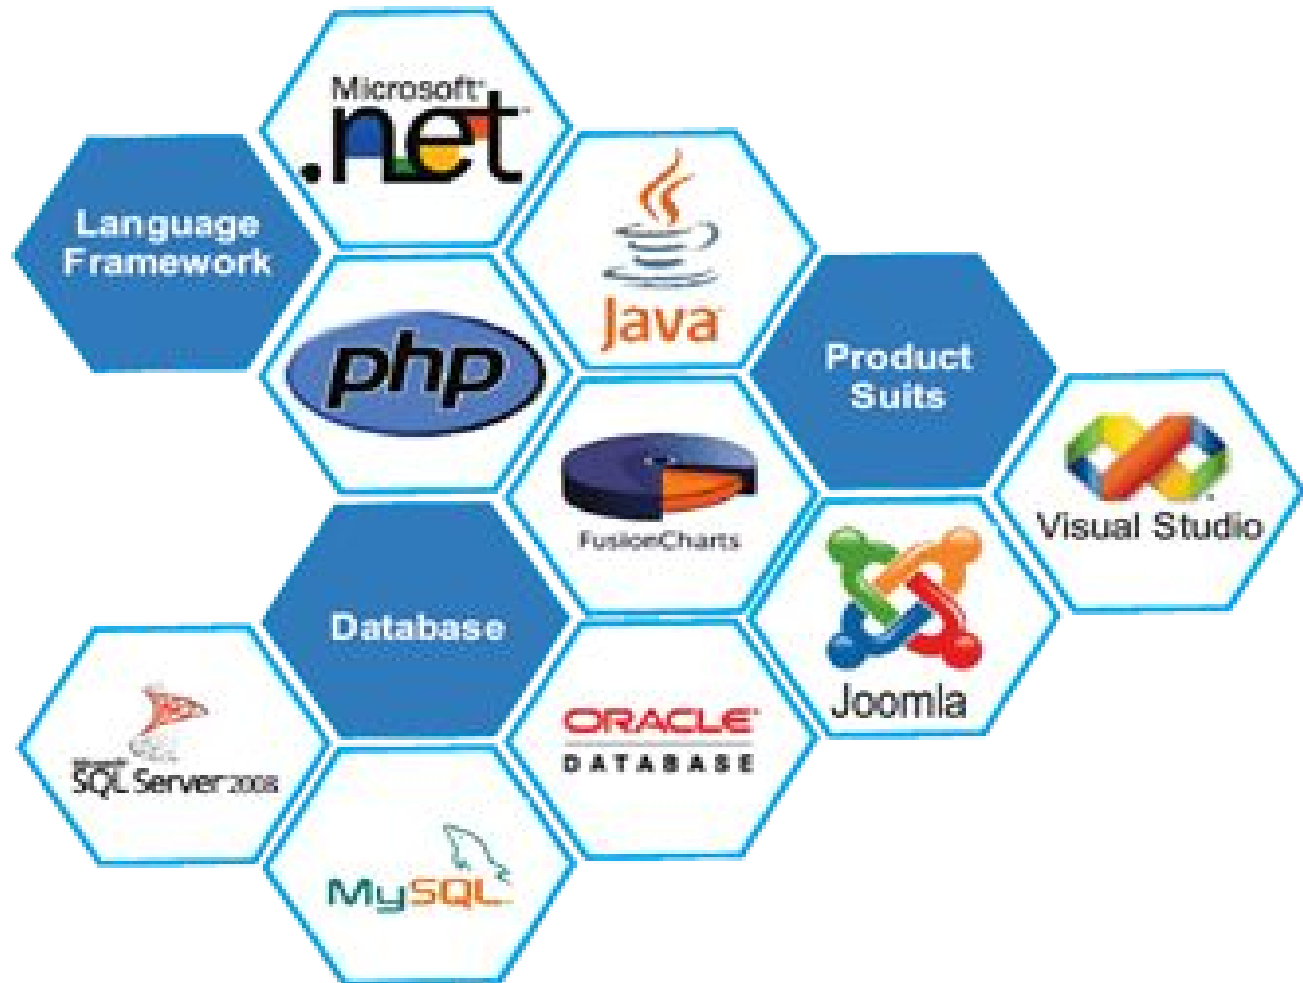 Microsoft
.net
Language
Framework
Java
php
Product
Suits
FusionCharts
Visual Studio
Database
Joomla
ORACLE
DATABASE
SQL Server 2008
MySQL